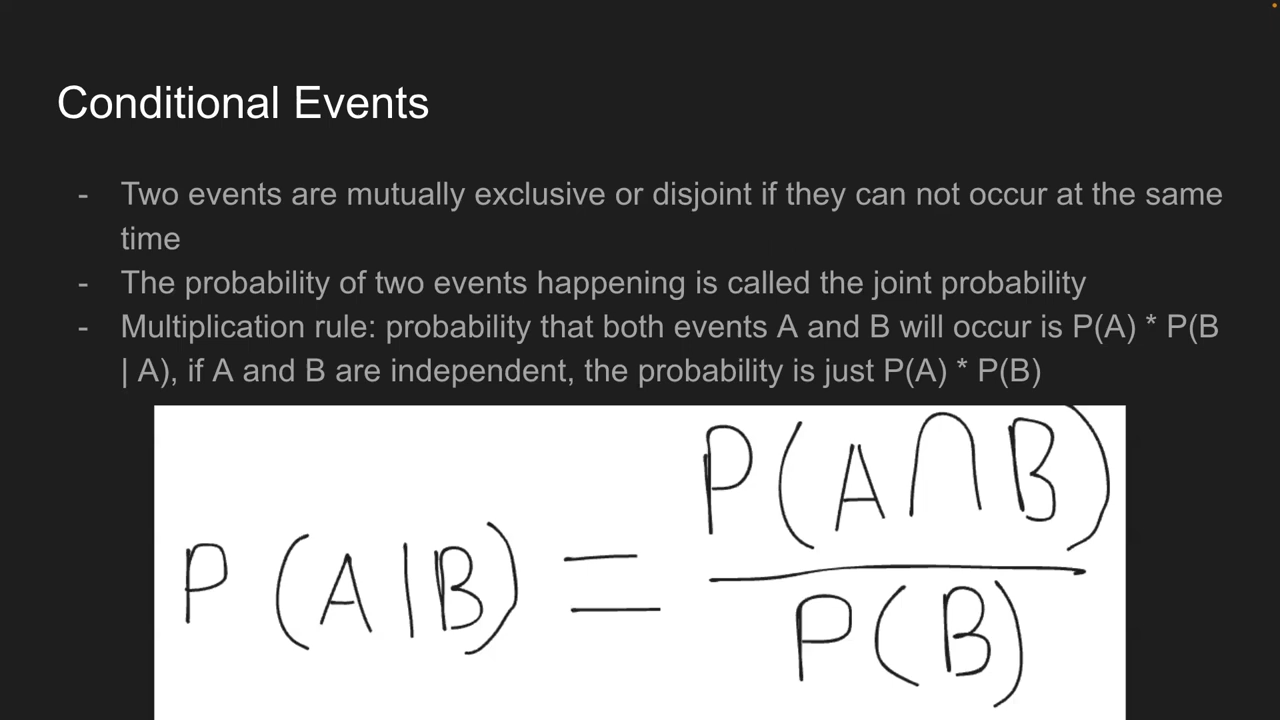 Conditional Events
- Two events are mutually exclusive or disjoint if they can not occur at the same
time
- The probability of two events happening is called the joint probability
- Multiplication rule: probability that both events A and B will occur is P(A) * P(B
| A), if A and B are independent, the probability is just P(A) * P(B)
P(A∩B)
P(A|B) =
P(B)